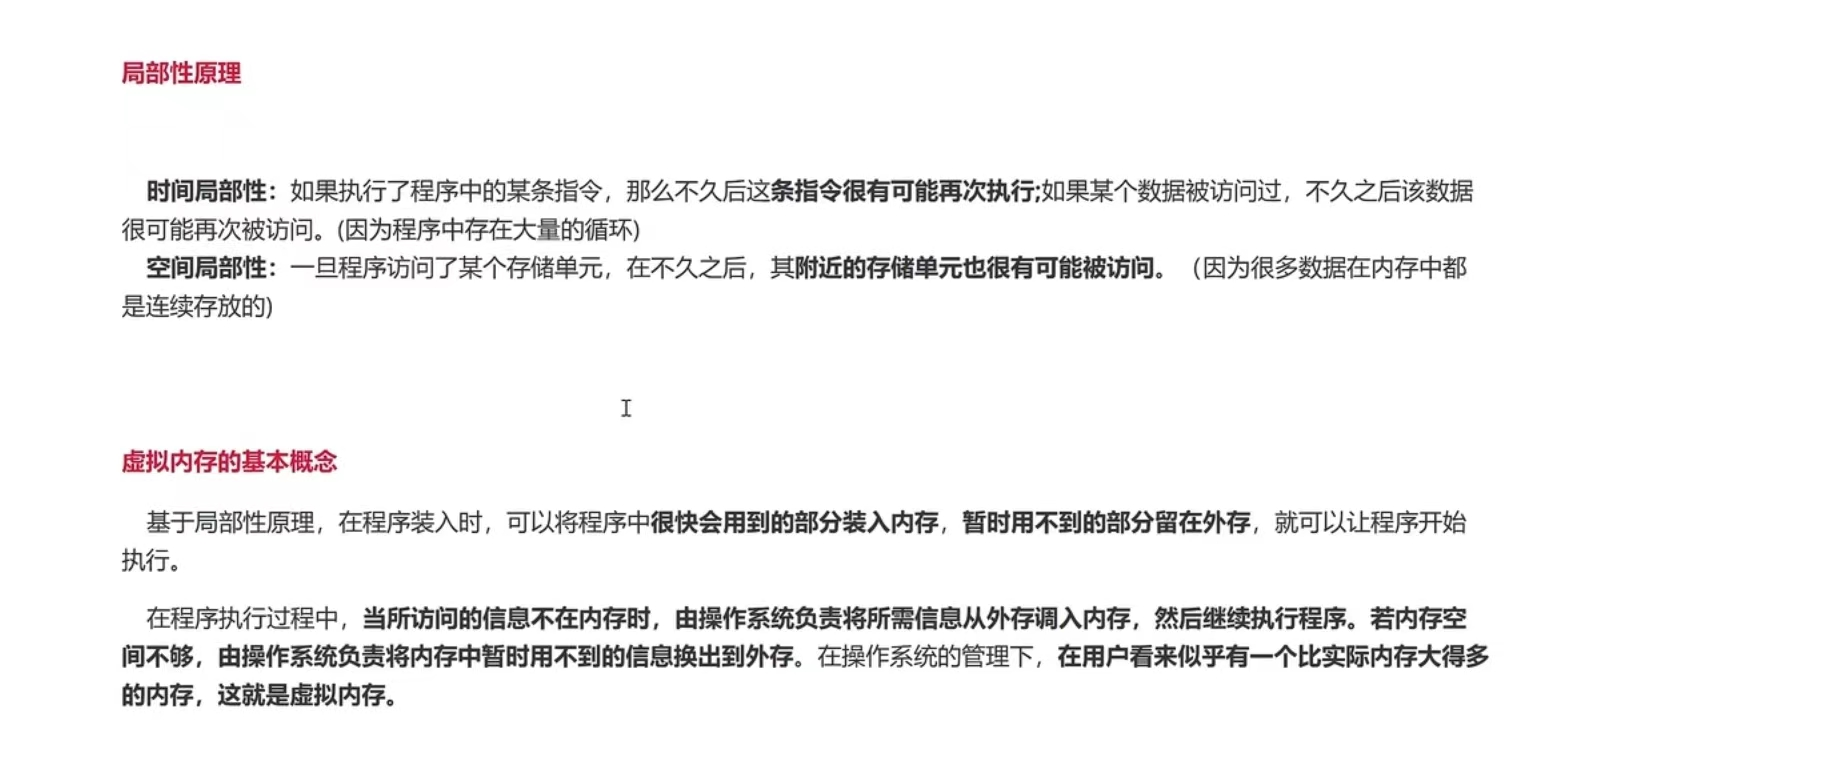 局部性原理
时间局部性：如果执行了程序中的某条指令，那么不久后这条指令很有可能再次执行;如果某个数据被访问过，不久之后该数据
很可能再次被访问。(因为程序中存在大量的循环)
空间局部性：一旦程序访问了某个存储单元，在不久之后，其附近的存储单元也很有可能被访问。（因为很多数据在内存中都
是连续存放的)
虚拟内存的基本概念
基于局部性原理，在程序装入时，可以将程序中很快会用到的部分装入内存，暂时用不到的部分留在外存，就可以让程序开始
执行。
在程序执行过程中，当所访问的信息不在内存时，由操作系统负责将所需信息从外存调入内存，然后继续执行程序。若内存空
间不够，由操作系统负责将内存中暂时用不到的信息换出到外存。在操作系统的管理下，在用户看来似乎有一个比实际内存大得多
的内存，这就是虚拟内存。